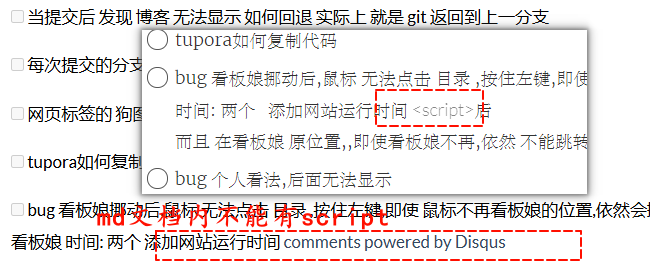 当提交后 发现 博客 无法显示 如何回退 实际上 就是 git 返回到上一分支
tupora如何复制代码
每次提交的分支
bug 看板娘挪动后,鼠标 无法点击 目录 ,按住左键,即使
网页标签的 狗图
时间: 两个 添加网站运行时间 <script>后
而且 在看板娘 原位置,,即使看板娘不再,依然 不能跳转
tupora如何复制
bug 个人看法,后面无法显示
bug 看板娘挪动后,鼠标 无法点击 目录 ,按住左键,即使 鼠标不再看板娘的位置,依然会
md文档内不能有script
看板娘 时间: 两个 添加网站运行时间 comments powered by Disqus